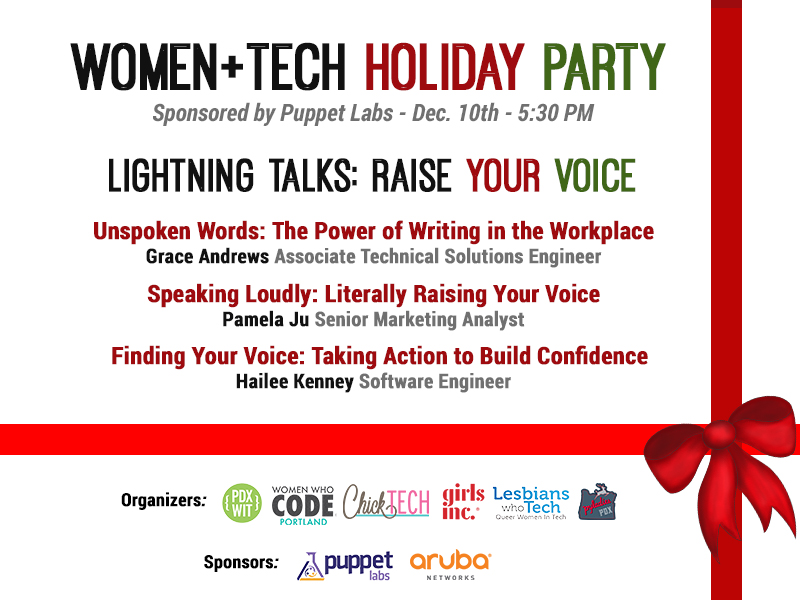 WOMEN+TECH HOLIDAY PARTY
Sponsored by Puppet Labs - Dec. 10th - 5:30 PM
LIGHTNING TALKS: RAISE YOUR VOICE
Unspoken Words: The Power of Writing in the Workplace
Grace Andrews Associate Technical Solutions Engineer
Speaking Loudly: Literally Raising Your Voice
Pamela Ju Senior Marketing Analyst
Finding Your Voice: Taking Action to Build Confidence
Hailee Kenney Software Engineer
Organizers:
{PDX
WIT}
WOMEN WHO
CODE
PORTLAND
ChickTECH
girls
inc.®
Lesbians
who Tech
Queer Women In Tech
PDX
Sponsors:
puppet
labs
aruba®
NETWORKS